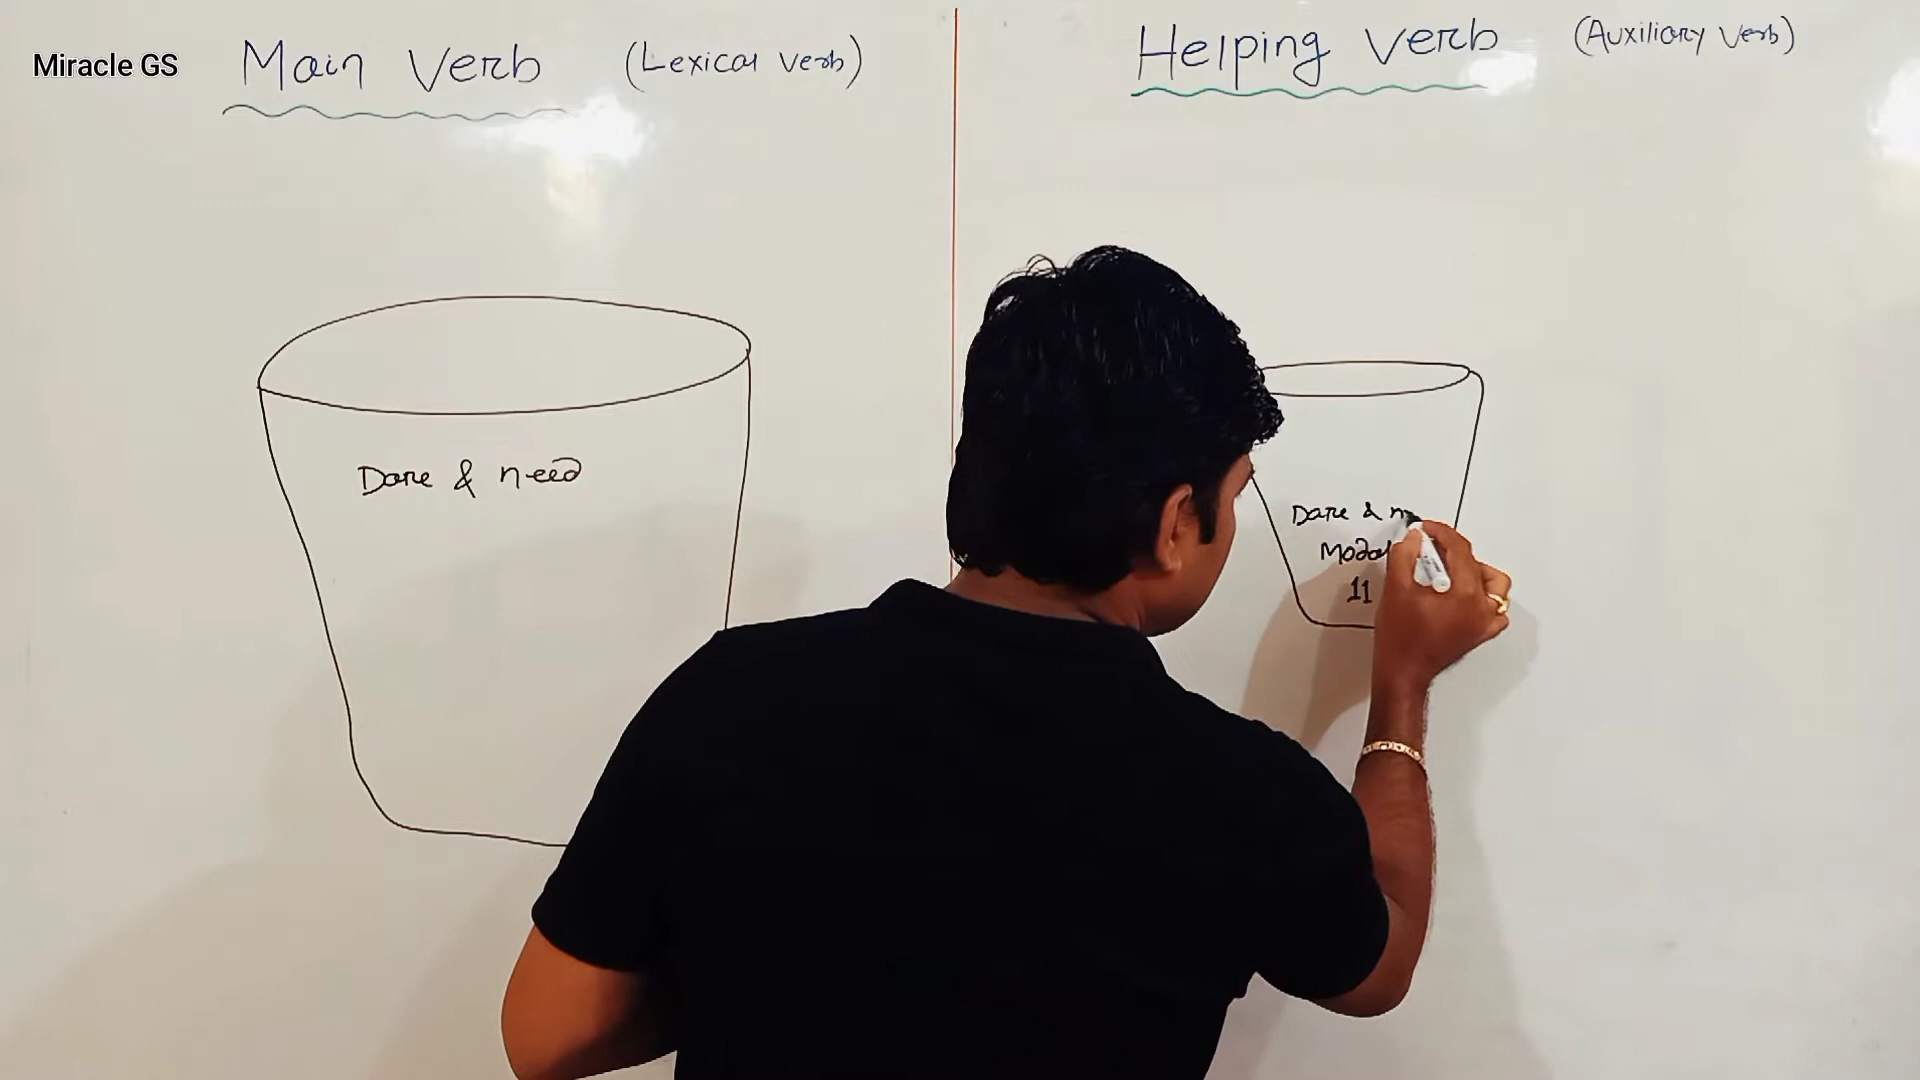 Miracle GS
Main Verb (Lexical Verb)
Helping Verb (Auxiliary Verb)
Dare & need
Dare & n
Modal
11